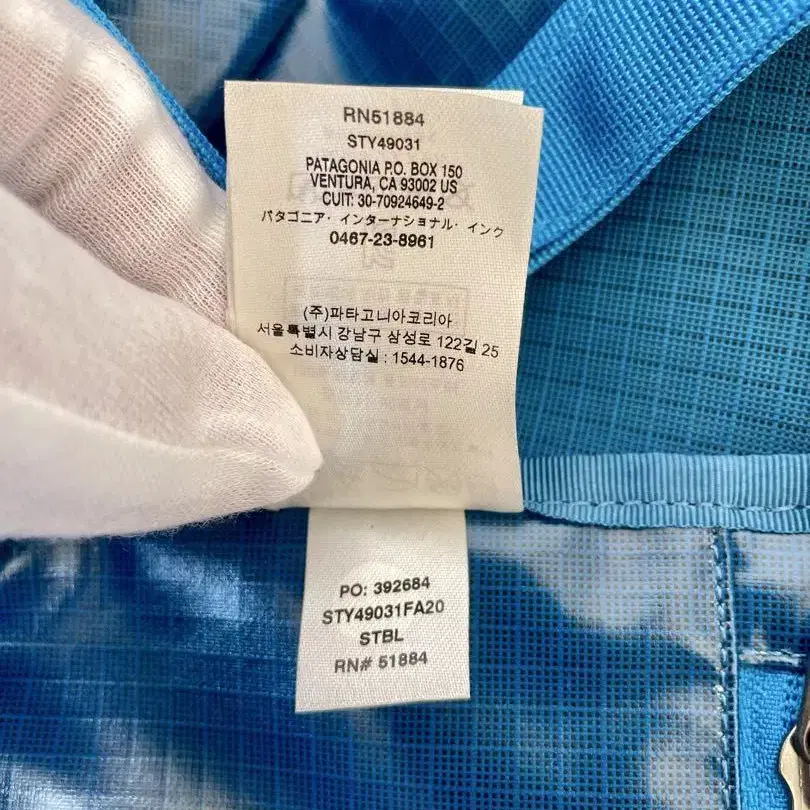 RN51884
STY49031
PATAGONIA P.O. BOX 150
VENTURA, CA 93002 US
CUIT: 30-70924649-2
パタゴニア・インターナショナル・インク
0467-23-8961
(주)파타고니아코리아
서울특별시 강남구 삼성로 122길 25
소비자상담실 : 1544-1876
PO: 392684
STY49031FA20
STBL
RN# 51884